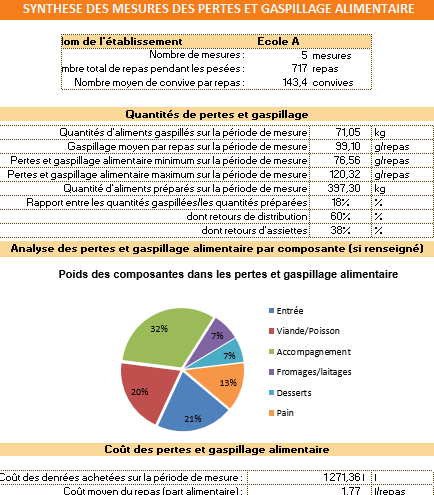 SYNTHESE DES MESURES DES PERTES ET GASPILLAGE ALIMENTAIRE
om de l'établissement Ecole A
Nombre de mesures : 5 mesures
mbre total de repas pendant les pesées : 717 repas
Nombre moyen de convive par repas : 143,4 convives
Quantités de pertes et gaspillage
Quantités d'aliments gaspillés sur la période de mesure 71,05 kg
Gaspillage moyen par repas sur la période de mesure 99,10 g/repas
Pertes et gaspillage alimentaire minimum sur la période de mesure 76,56 g/repas
Pertes et gaspillage alimentaire maximum sur la période de mesure 120,32 g/repas
Quantité d'aliments préparés sur la période de mesure 397,30 kg
Rapport entre les quantités gaspillées/les quantités préparées 18% %
dont retours de distribution 60% %
dont retours d'assiettes 38% %
Analyse des pertes et gaspillage alimentaire par composante (si renseigné)
Poids des composantes dans les pertes et gaspillage alimentaire
32%
7%
7%
13%
21%
20%
Entrée
Viande/Poisson
Accompagnement
Fromages/laitages
Desserts
Pain
Coût des pertes et gaspillage alimentaire
Coût des denrées achetées sur la période de mesure : 1271,36 l l
Coût moyen du repas (part alimentaire) : 1,77 l/repas